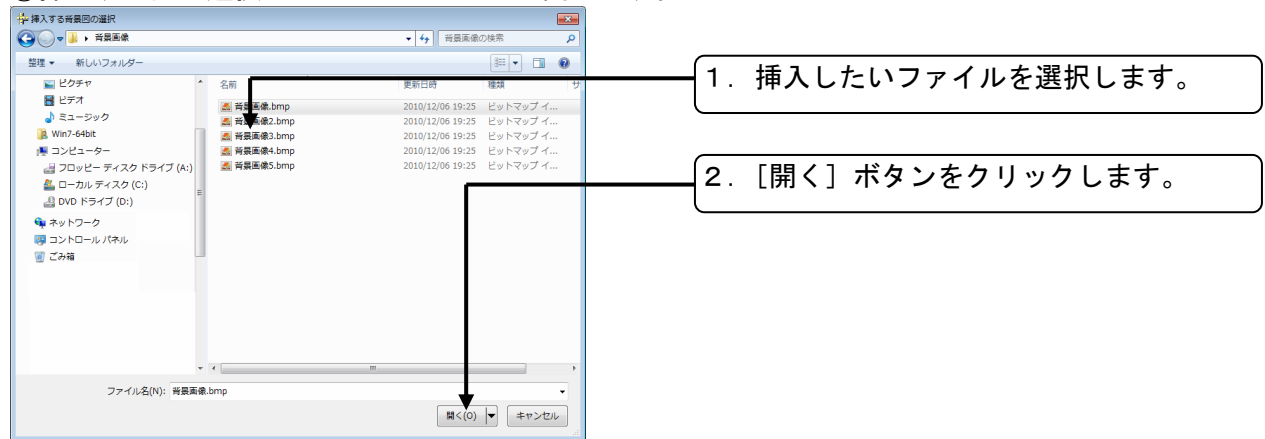 挿入する背景図の選択
背景画像
背景画像の検索
整理 ▼ 新しいフォルダー
ピクチャ
ビデオ
ミュージック
Win7-64bit
コンピューター
フロッピー ディスク ドライブ (A:)
ローカル ディスク (C:)
DVD ドライブ (D:)
ネットワーク
コントロール パネル
ごみ箱
名前 更新日時 種類 サ
背景画像.bmp 2010/12/06 19:25 ビットマップ イ...
背景画像2.bmp 2010/12/06 19:25 ビットマップ イ...
背景画像3.bmp 2010/12/06 19:25 ビットマップ イ...
背景画像4.bmp 2010/12/06 19:25 ビットマップ イ...
背景画像5.bmp 2010/12/06 19:25 ビットマップ イ...
ファイル名(N): 背景画像.bmp
開く(O) キャンセル
1．挿入したいファイルを選択します。
2．［開く］ボタンをクリックします。